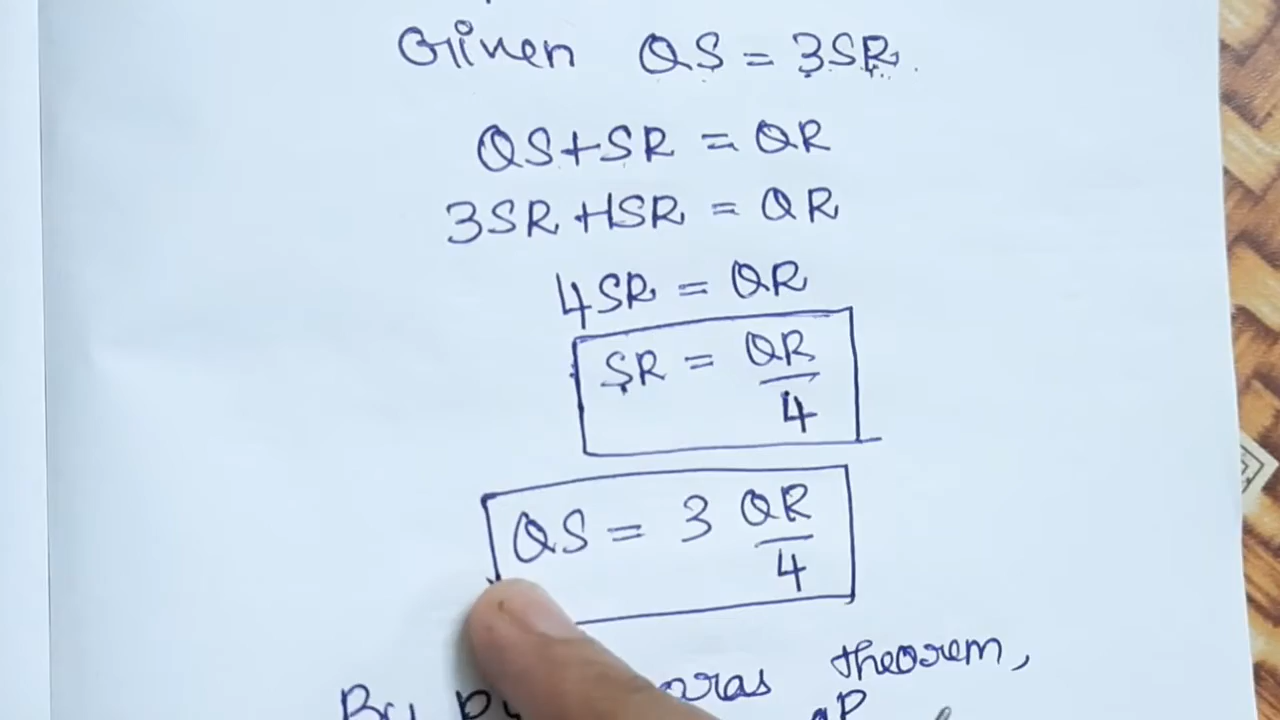 Given QS = 3SR.
QS+SR = QR
3SR+1SR = QR
4SR = QR
SR = QR/4
QS = 3 QR/4
By theorem,